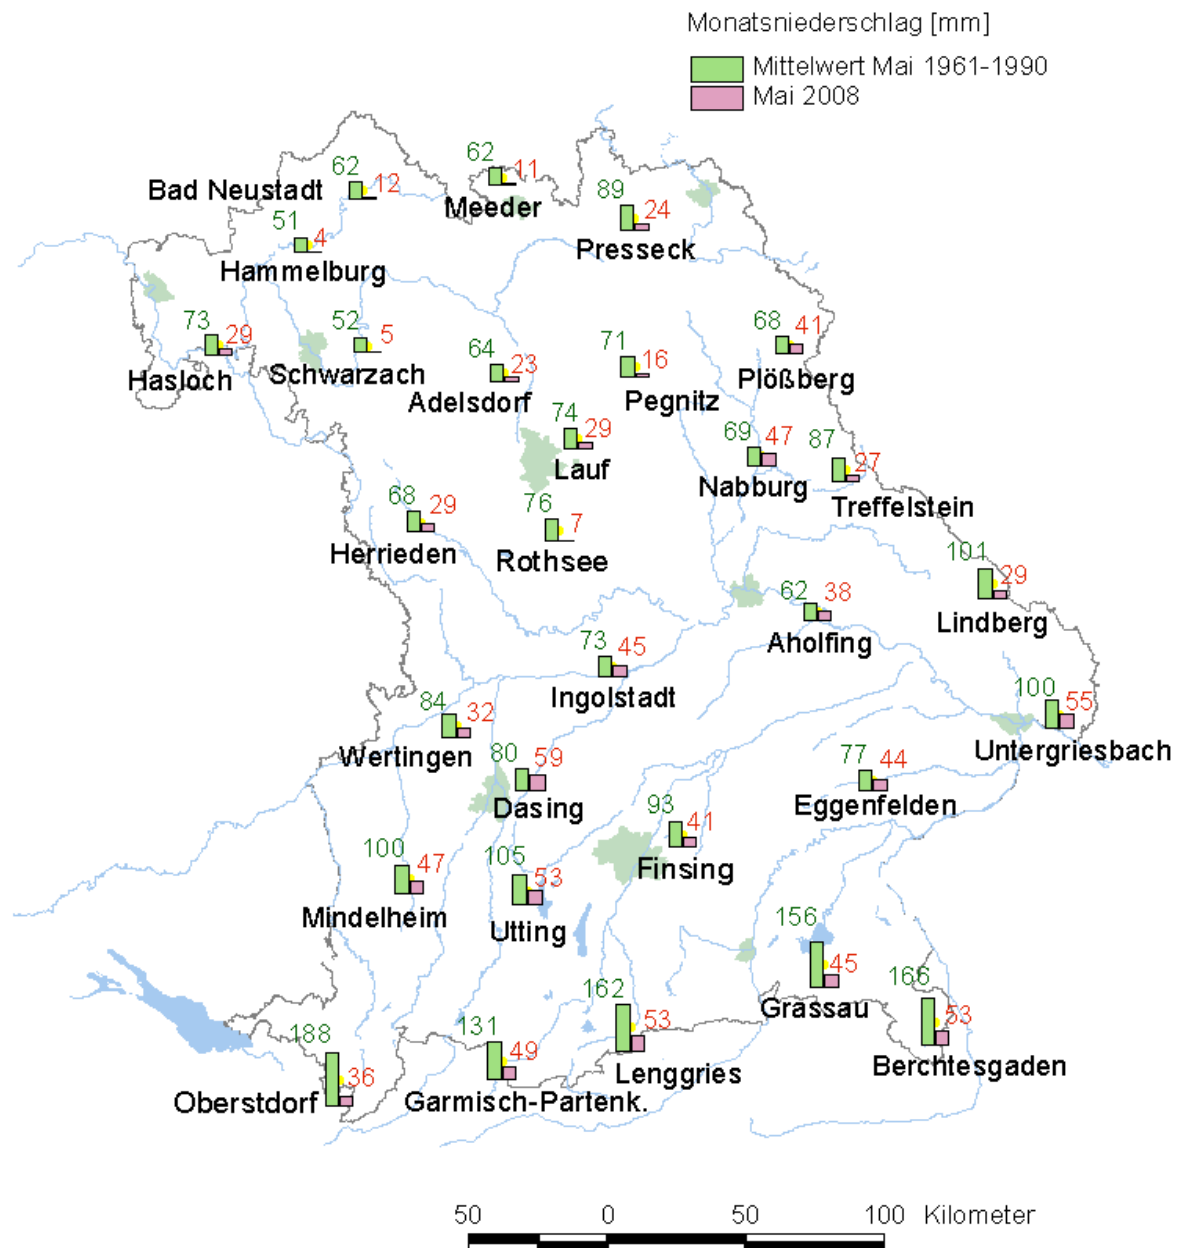 Monatsniederschlag [mm]
Mittelwert Mai 1961-1990
Mai 2008
62
12
Bad Neustadt
62
11
Meeder
89
24
Presseck
51
4
Hammelburg
73
29
Hasloch
52
5
Schwarzach
64
23
Adelsdorf
71
16
Pegnitz
68
41
Plößberg
74
29
Lauf
69
47
Nabburg
87
27
Treffelstein
68
29
Herrieden
76
7
Rothsee
101
29
Lindberg
62
38
Aholfing
73
45
Ingolstadt
100
55
Untergriesbach
84
32
Wertingen
80
59
Dasing
77
44
Eggenfelden
93
41
Finsing
100
47
Mindelheim
105
53
Utting
156
45
Grassau
166
53
Berchtesgaden
162
53
Lenggries
131
49
Garmisch-Partenk.
188
36
Oberstdorf
50 0 50 100 Kilometer